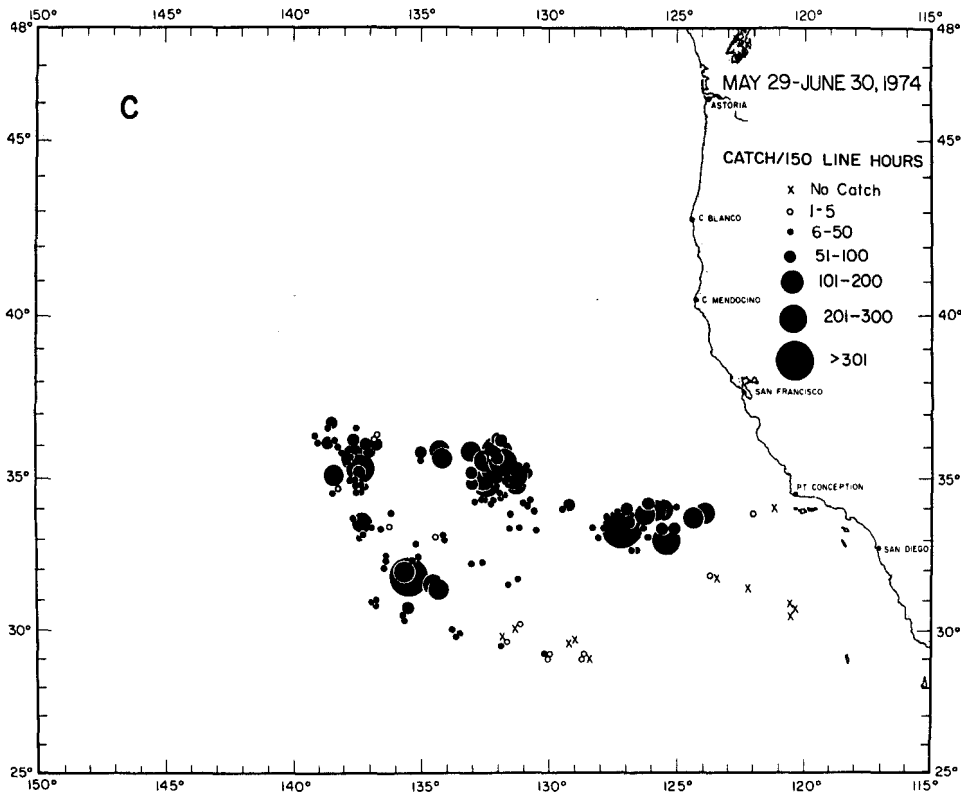 150° 145° 140° 135° 130° 125° 120° 115°
48° 48°
C
MAY 29-JUNE 30, 1974
ASTORIA
45° 45°
CATCH/150 LINE HOURS
x No Catch
1-5
6-50
51-100
101-200
201-300
>301
C BLANCO
C MENDOCINO
40° 40°
SAN FRANCISCO
35° 35°
PT CONCEPTION
SAN DIEGO
30° 30°
25° 25°
150° 145° 140° 135° 130° 125° 120° 115°